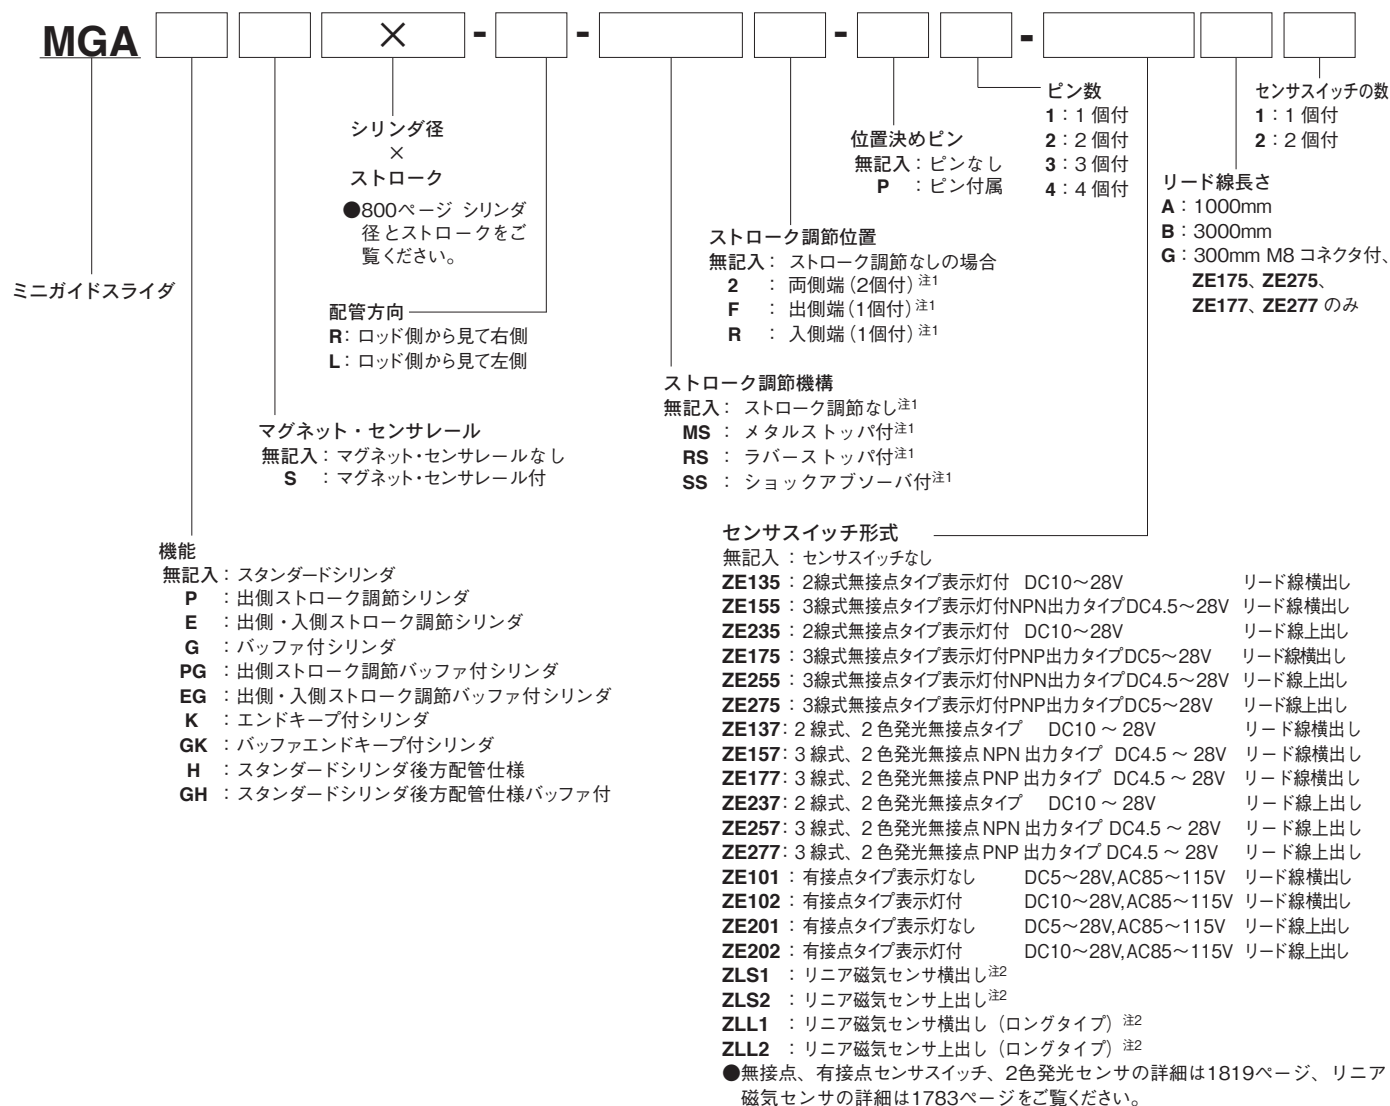 MGA × - - - -
ミニガイドスライダ
シリンダ径
×
ストローク
●800ページ シリンダ
径とストロークをご
覧ください。
配管方向
R：ロッド側から見て右側
L：ロッド側から見て左側
マグネット・センサレール
無記入：マグネット・センサレールなし
S ：マグネット・センサレール付
機能
無記入：スタンダードシリンダ
P ：出側ストローク調節シリンダ
E ：出側・入側ストローク調節シリンダ
G ：バッファ付シリンダ
PG ：出側ストローク調節バッファ付シリンダ
EG ：出側・入側ストローク調節バッファ付シリンダ
K ：エンドキープ付シリンダ
GK ：バッファエンドキープ付シリンダ
H ：スタンダードシリンダ後方配管仕様
GH ：スタンダードシリンダ後方配管仕様バッファ付
ストローク調節機構
無記入： ストローク調節なし注1
MS ： メタルストッパ付注1
RS ： ラバーストッパ付注1
SS ： ショックアブソーバ付注1
ストローク調節位置
無記入： ストローク調節なしの場合
2 ： 両側端（2個付）注1
F ： 出側端（1個付）注1
R ： 入側端（1個付）注1
位置決めピン
無記入：ピンなし
P ：ピン付属
ピン数
1：1 個付
2：2 個付
3：3 個付
4：4 個付
センサスイッチの数
1：1 個付
2：2 個付
リード線長さ
A：1000mm
B：3000mm
G：300mm M8 コネクタ付、
ZE175、ZE275、
ZE177、ZE277 のみ
センサスイッチ形式
無記入：センサスイッチなし
ZE135：2線式無接点タイプ表示灯付 DC10～28V リード線横出し
ZE155：3線式無接点タイプ表示灯付NPN出力タイプDC4.5～28V リード線横出し
ZE235：2線式無接点タイプ表示灯付 DC10～28V リード線上出し
ZE175：3線式無接点タイプ表示灯付PNP出力タイプDC5～28V リード線横出し
ZE255：3線式無接点タイプ表示灯付NPN出力タイプDC4.5～28V リード線上出し
ZE275：3線式無接点タイプ表示灯付PNP出力タイプDC5～28V リード線上出し
ZE137：2 線式、2 色発光無接点タイプ DC10 ～ 28V リード線横出し
ZE157：3 線式、2 色発光無接点 NPN 出力タイプ DC4.5 ～ 28V リード線横出し
ZE177：3 線式、2 色発光無接点 PNP 出力タイプ DC4.5 ～ 28V リード線横出し
ZE237：2 線式、2 色発光無接点タイプ DC10 ～ 28V リード線上出し
ZE257：3 線式、2 色発光無接点 NPN 出力タイプ DC4.5 ～ 28V リード線上出し
ZE277：3 線式、2 色発光無接点 PNP 出力タイプ DC4.5 ～ 28V リード線上出し
ZE101：有接点タイプ表示灯なし DC5～28V,AC85～115V リード線横出し
ZE102：有接点タイプ表示灯付 DC10～28V,AC85～115V リード線横出し
ZE201：有接点タイプ表示灯なし DC5～28V,AC85～115V リード線上出し
ZE202：有接点タイプ表示灯付 DC10～28V,AC85～115V リード線上出し
ZLS1 ：リニア磁気センサ横出し注2
ZLS2 ：リニア磁気センサ上出し注2
ZLL1 ：リニア磁気センサ横出し（ロングタイプ）注2
ZLL2 ：リニア磁気センサ上出し（ロングタイプ）注2
●無接点、有接点センサスイッチ、2色発光センサの詳細は1819ページ、リニア
磁気センサの詳細は1783ページをご覧ください。